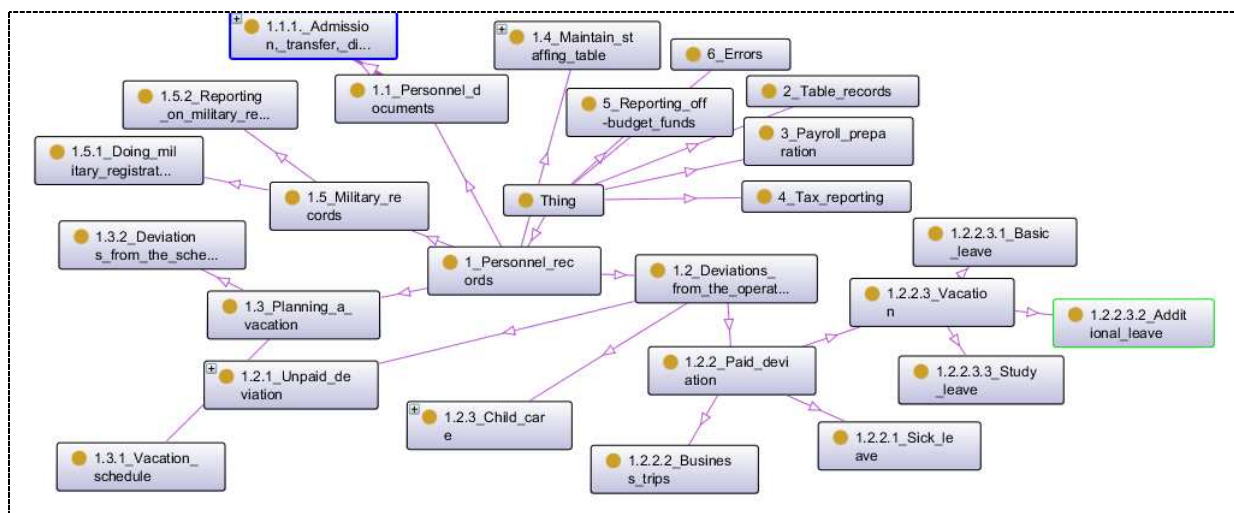 1.1.1._Admissio
n,_transfer,_di...
1.4_Maintain_st
affing_table
6_Errors
1.1_Personnel_d
ocuments
1.5.2_Reporting
_on_military_re...
5_Reporting_off
-budget_funds
2_Table_records
3_Payroll_prepa
ration
1.5.1_Doing_mil
itary_registrat...
1.5_Military_re
cords
Thing
4_Tax_reporting
1.3.2_Deviation
s_from_the_sche...
1_Personnel_rec
ords
1.2_Deviations_
from_the_operat...
1.2.2.3.1_Basic
_leave
1.3_Planning_a_
vacation
1.2.2.3_Vacatio
n
1.2.2.3.2_Addit
ional_leave
1.2.1_Unpaid_de
viation
1.2.2_Paid_devi
ation
1.2.2.3.3_Study
_leave
1.2.3_Child_car
e
1.2.2.1_Sick_le
ave
1.3.1_Vacation_
schedule
1.2.2.2_Busines
s_trips